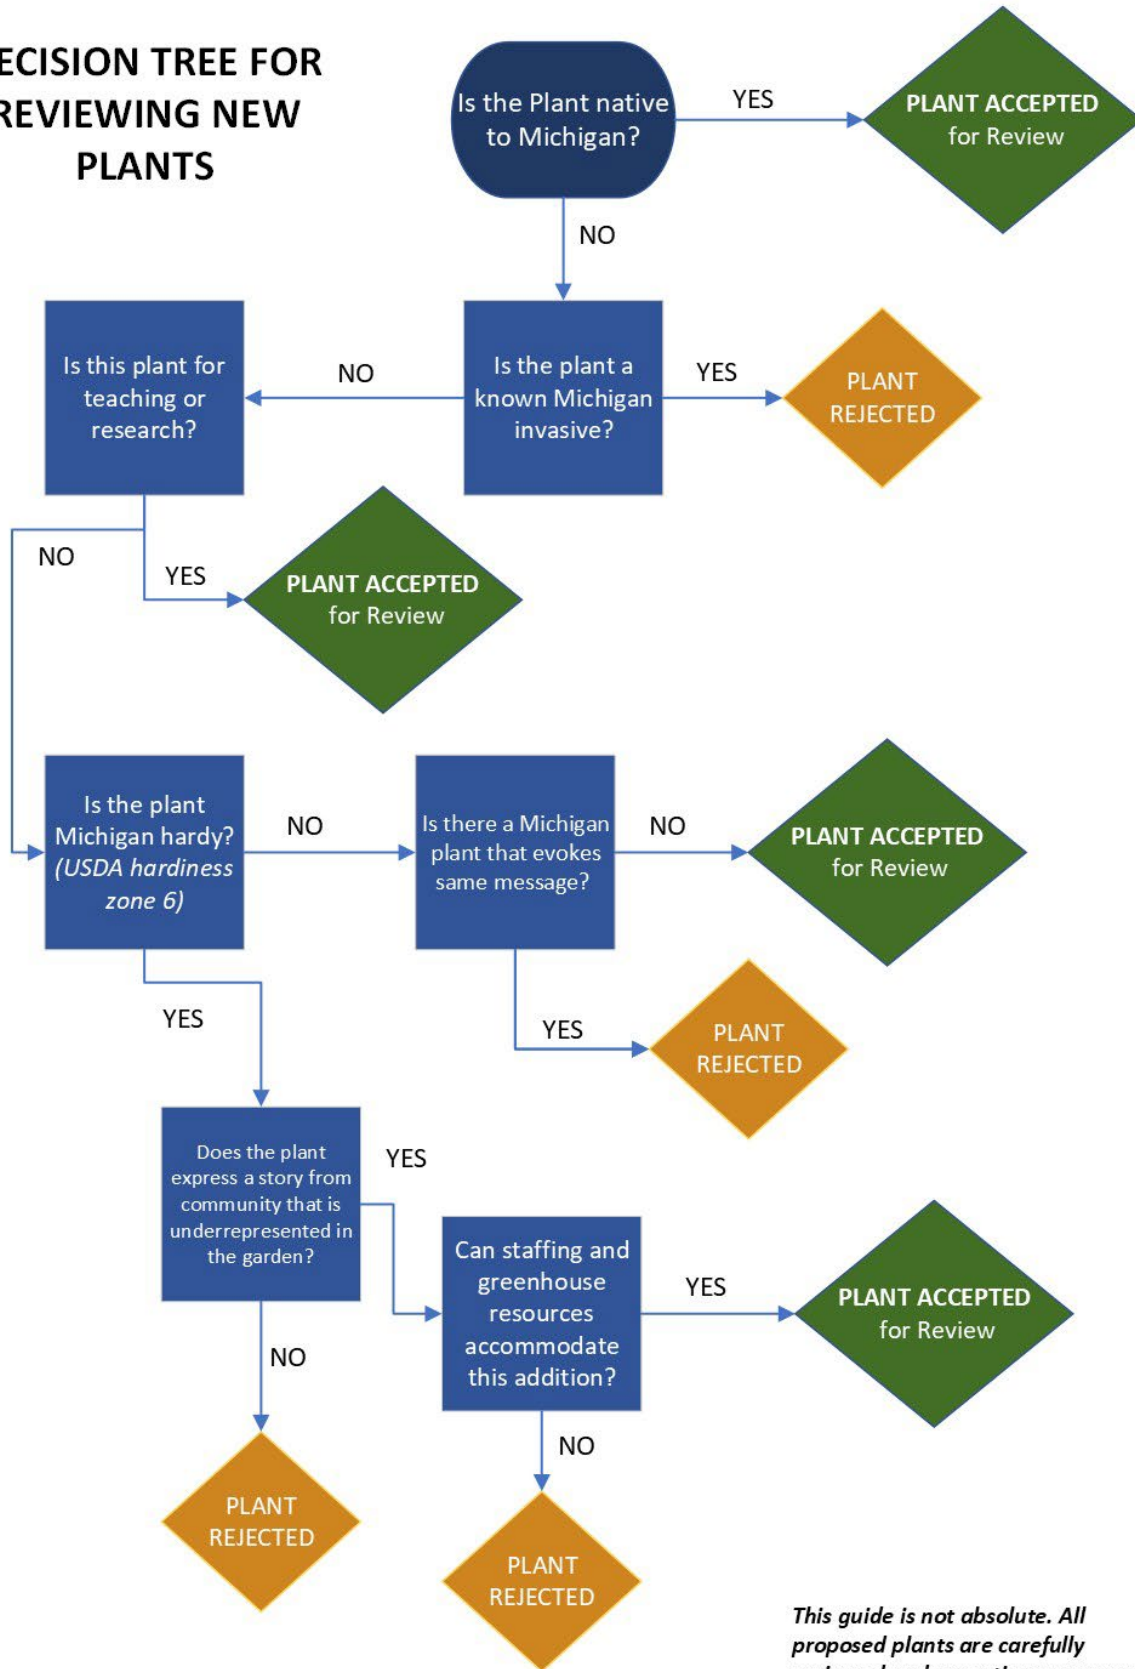 ECISION TREE FOR
REVIEWING NEW
PLANTS
Is the Plant native
to Michigan?
YES
PLANT ACCEPTED
for Review
NO
Is this plant for
teaching or
research?
NO
Is the plant a
known Michigan
invasive?
YES
PLANT
REJECTED
NO
YES
PLANT ACCEPTED
for Review
Is the plant
Michigan hardy?
(USDA hardiness
zone 6)
NO
Is there a Michigan
plant that evokes
same message?
NO
PLANT ACCEPTED
for Review
YES
YES
PLANT
REJECTED
Does the plant
express a story from
community that is
underrepresented in
the garden?
YES
Can staffing and
greenhouse
resources
accommodate
this addition?
YES
PLANT ACCEPTED
for Review
NO
NO
PLANT
REJECTED
PLANT
REJECTED
This guide is not absolute. All
proposed plants are carefully